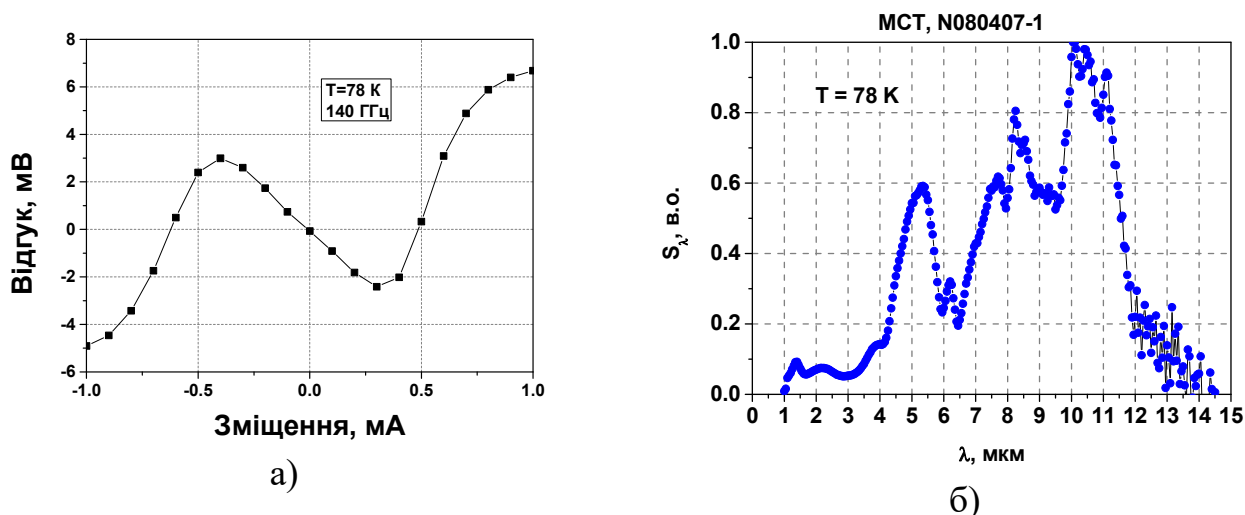 8
6
4
2
0
-2
-4
-6
-1.0
-0.5
0.0
0.5
1.0
T=78 К
140 ГГц
Відгук, мВ
Зміщення, мА
а)
МСТ, N080407-1
T = 78 K
1.0
0.8
0.6
0.4
0.2
0.0
0 1 2 3 4 5 6 7 8 9 10 11 12 13 14 15
Sλ, в.о.
λ, мкм
б)